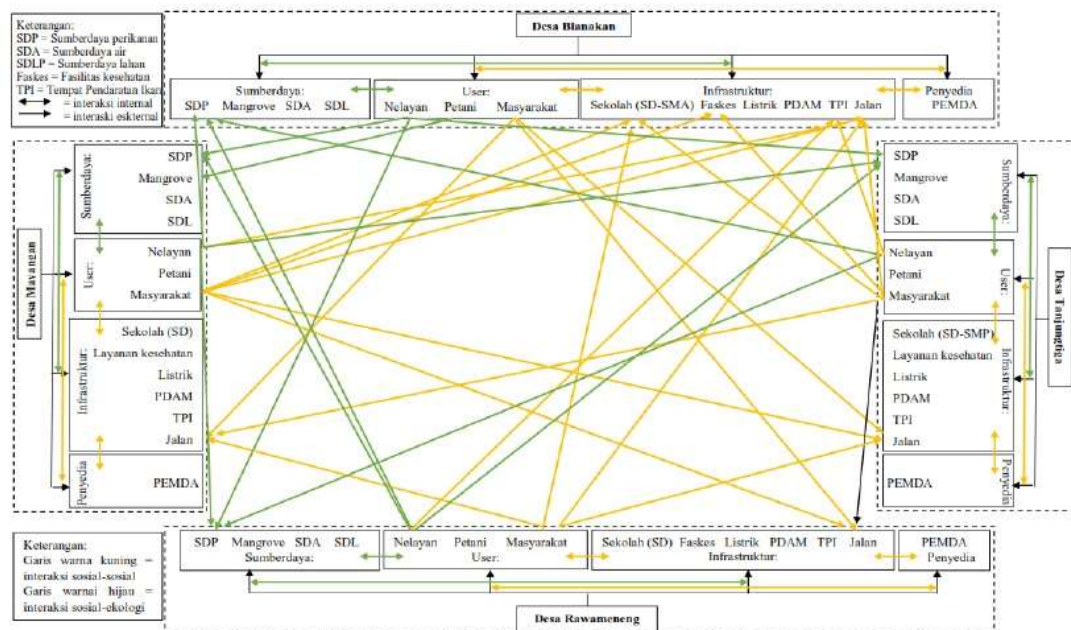 Keterangan:
SDP = Sumberdaya perikanan
SDA = Sumberdaya air
SDLP = Sumberdaya lahan
Faskes = Fasilitas kesehatan
TPI = Tempat Pendaratan Ikan
= interaksi internal
= interaski eskternal
Desa Blanakan
Sumberdaya:
SDP Mangrove SDA SDL
User:
Nelayan Petani Masyarakat
Infrastruktur:
Sekolah (SD-SMA) Faskes Listrik PDAM TPI Jalan
Penyedia
PEMDA
Desa Mayangan
Sumberdaya:
SDP
Mangrove
SDA
SDL
User:
Nelayan
Petani
Masyarakat
Infrastruktur:
Sekolah (SD)
Layanan kesehatan
Listrik
PDAM
TPI
Jalan
Penyedia
PEMDA
Desa Tanjungtiga
Sumberdaya:
SDP
Mangrove
SDA
SDL
User:
Nelayan
Petani
Masyarakat
Infrastruktur:
Sekolah (SD-SMP)
Layanan kesehatan
Listrik
PDAM
TPI
Jalan
Penyedia
PEMDA
SDP Mangrove SDA SDL
Sumberdaya:
Nelayan Petani Masyarakat
User:
Sekolah (SD) Faskes Listrik PDAM TPI Jalan
Infrastruktur:
PEMDA
Penyedia
Desa Rawameneng
Keterangan:
Garis warna kuning =
interaksi sosial-sosial
Garis warnai hijau =
interaksi sosial-ekologi